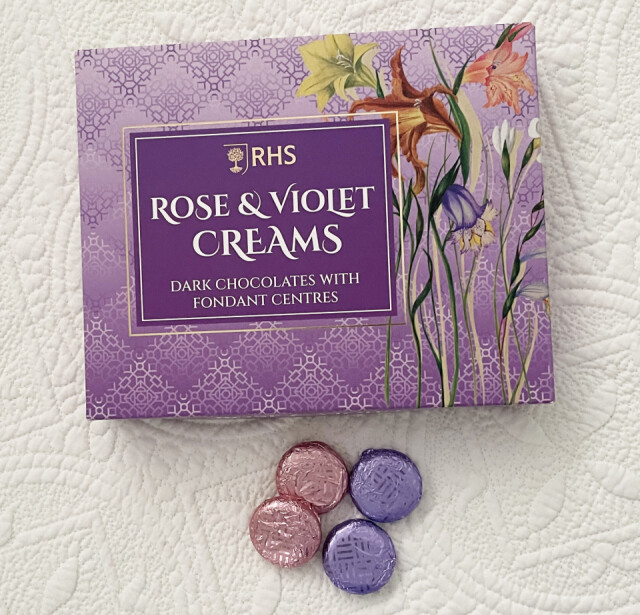 RHS
ROSE & VIOLET
CREAMS
DARK CHOCOLATES WITH
FONDANT CENTRES